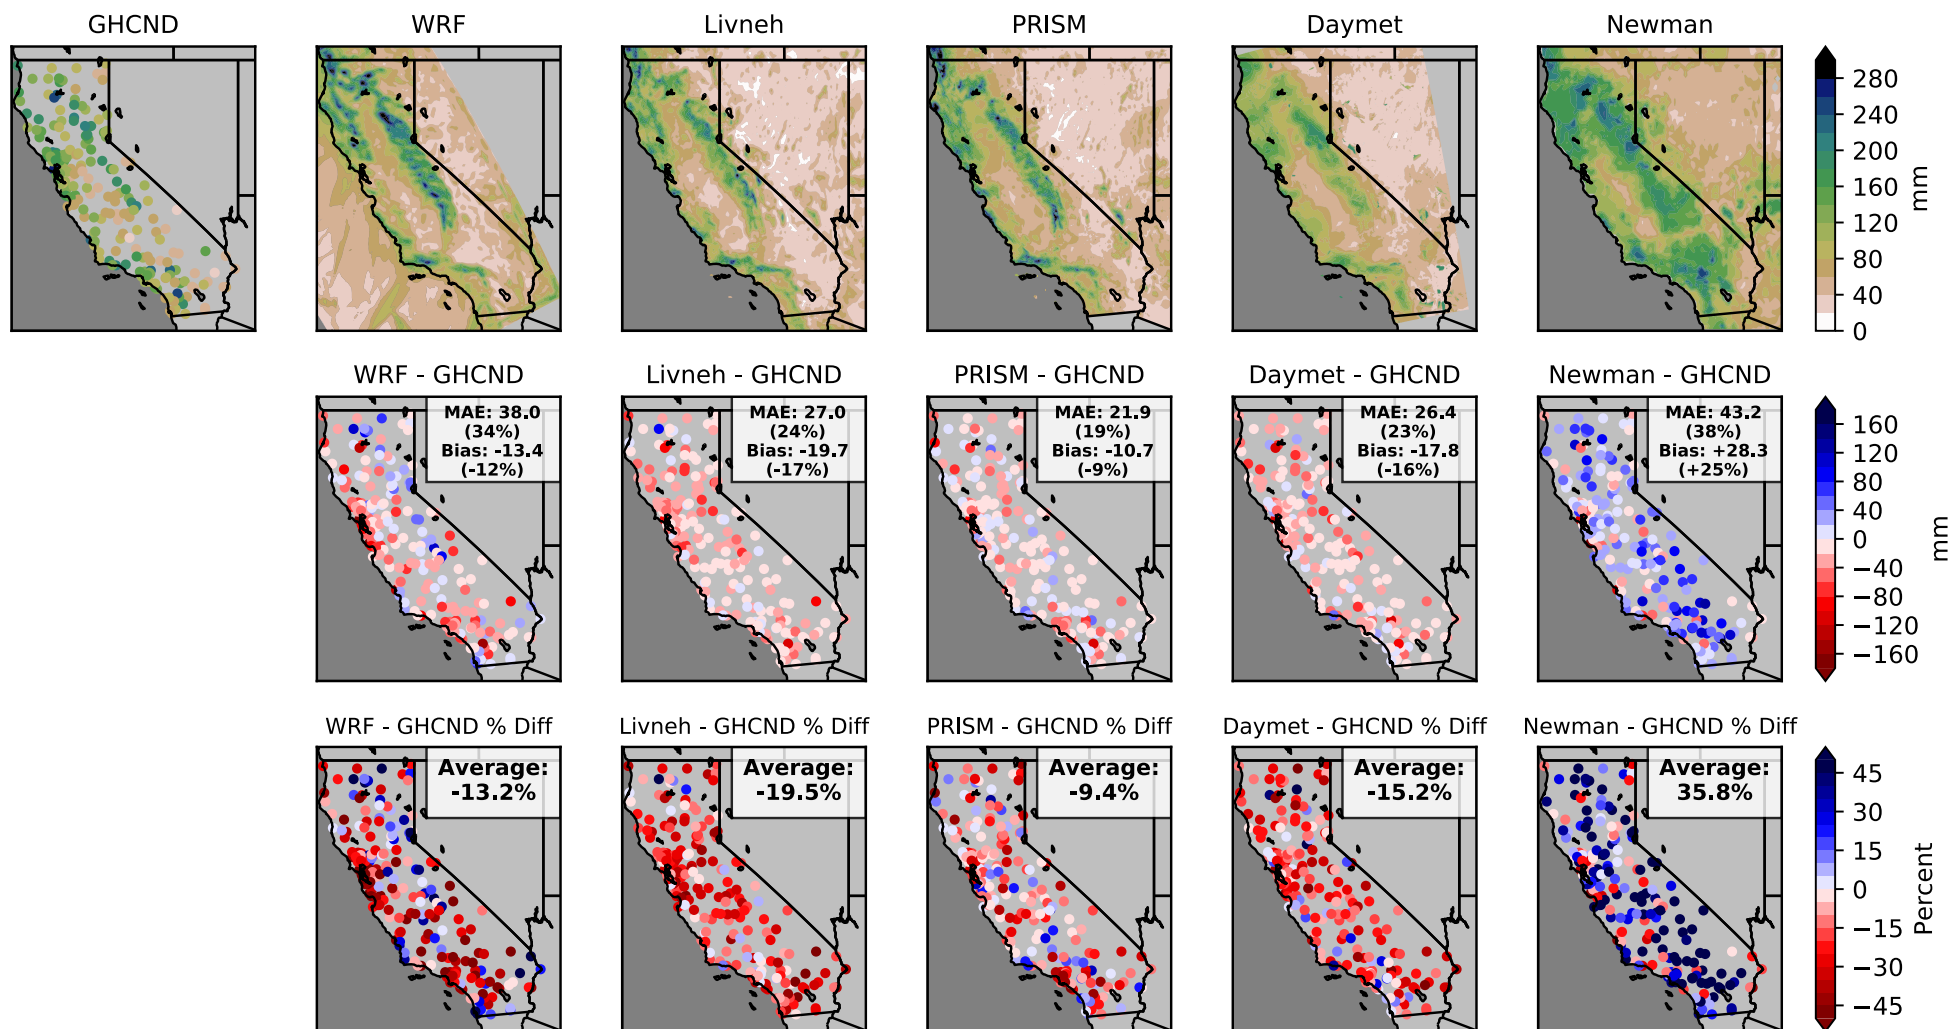 GHCND
WRF
Livneh
PRISM
Daymet
Newman
280
240
200
160
120
80
40
0
mm
WRF - GHCND
Livneh - GHCND
PRISM - GHCND
Daymet - GHCND
Newman - GHCND
MAE: 38.0
(34%)
Bias: -13.4
(-12%)
MAE: 27.0
(24%)
Bias: -19.7
(-17%)
MAE: 21.9
(19%)
Bias: -10.7
(-9%)
MAE: 26.4
(23%)
Bias: -17.8
(-16%)
MAE: 43.2
(38%)
Bias: +28.3
(+25%)
160
120
80
40
0
−40
−80
−120
−160
mm
WRF - GHCND % Diff
Livneh - GHCND % Diff
PRISM - GHCND % Diff
Daymet - GHCND % Diff
Newman - GHCND % Diff
Average:
-13.2%
Average:
-19.5%
Average:
-9.4%
Average:
-15.2%
Average:
35.8%
45
30
15
0
−15
−30
−45
Percent